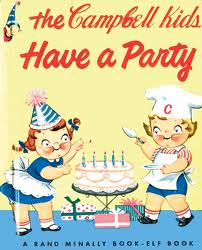 the Campbell Kids
Have a Party
C
A RAND MCNALLY BOOK-ELF BOOK